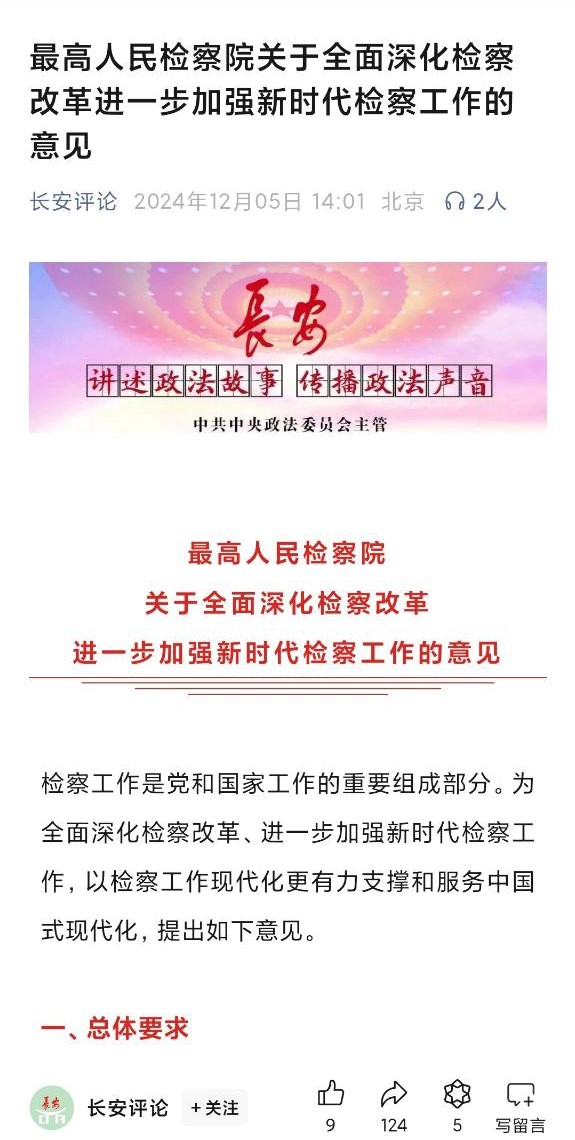 最高人民检察院关于全面深化检察
改革进一步加强新时代检察工作的
意见
长安评论 2024年12月05日 14:01 北京 2人
長安
讲述政法故事 传播政法声音
中共中央政法委员会主管
最高人民检察院
关于全面深化检察改革
进一步加强新时代检察工作的意见
检察工作是党和国家工作的重要组成部分。为
全面深化检察改革、进一步加强新时代检察工
作，以检察工作现代化更有力支撑和服务中国
式现代化，提出如下意见。
一、总体要求
長安
长安评论 +关注
9 124 5 写留言